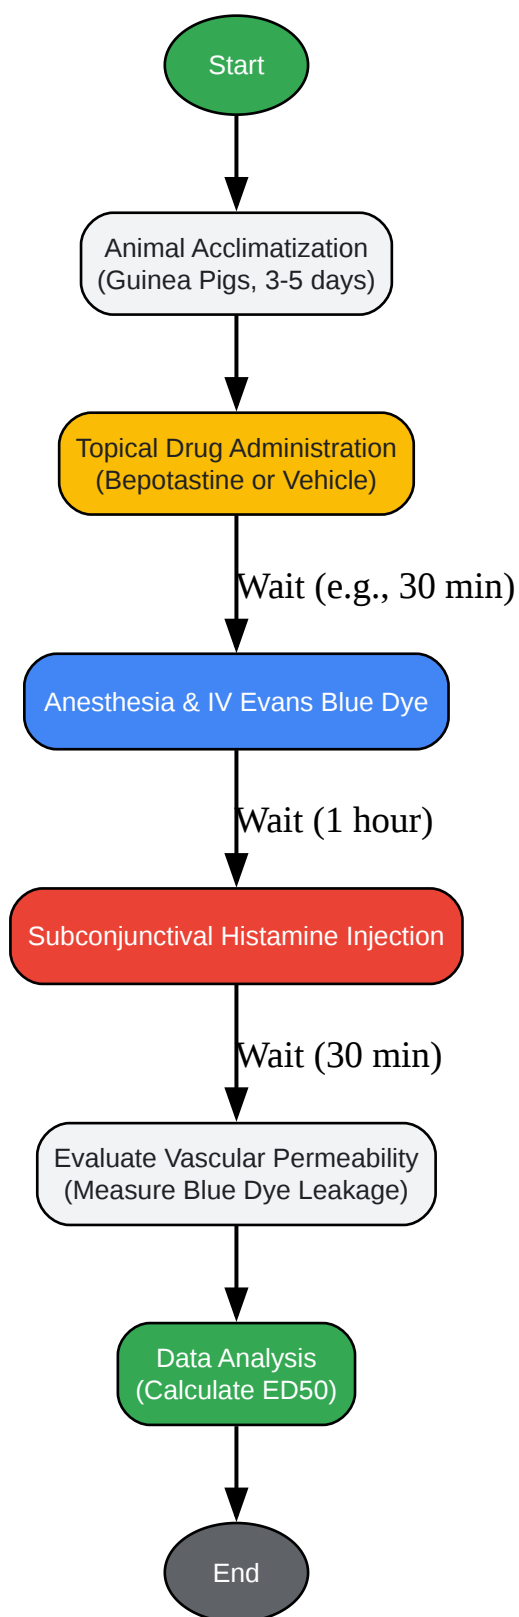 Start
Animal Acclimatization
(Guinea Pigs, 3-5 days)
Topical Drug Administration
(Bepotastine or Vehicle)
Wait (e.g., 30 min)
Anesthesia & IV Evans Blue Dye
Wait (1 hour)
Subconjunctival Histamine Injection
Wait (30 min)
Evaluate Vascular Permeability
(Measure Blue Dye Leakage)
Data Analysis
(Calculate ED50)
End